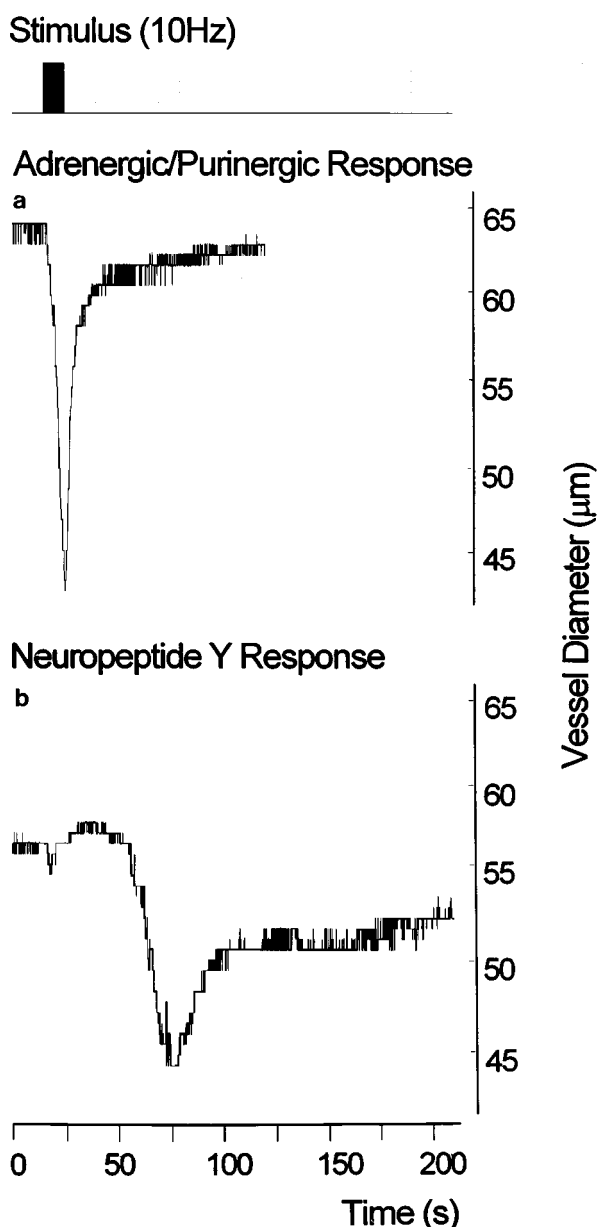 Stimulus (10Hz)
Adrenergic/Purinergic Response
a
65
60
55
50
45
Vessel Diameter (μm)
Neuropeptide Y Response
b
65
60
55
50
45
0 50 100 150 200
Time (s)